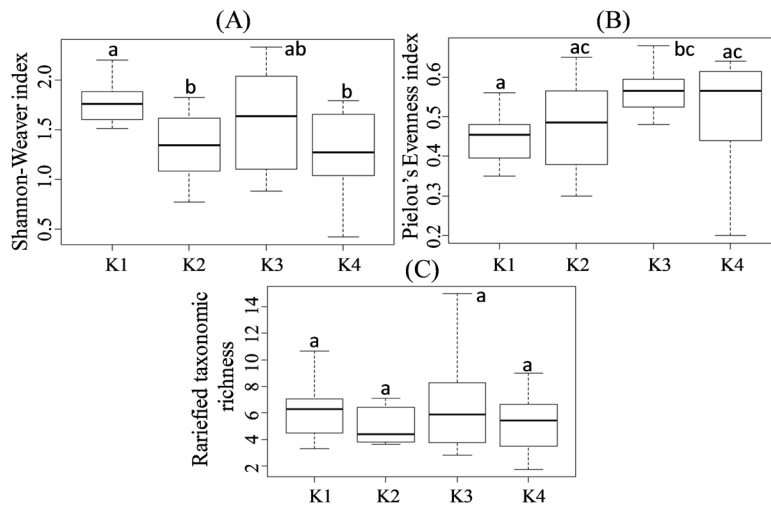 (A)
Shannon-Weaver index
2.0
1.5
1.0
0.5
a
b
ab
b
K1 K2 K3 K4
(B)
Pielou's Evenness index
0.6
0.5
0.4
0.3
0.2
a
ac
bc
ac
K1 K2 K3 K4
(C)
Rariefied taxonomic
richness
14
12
10
8
6
4
2
a
a
a
a
K1 K2 K3 K4